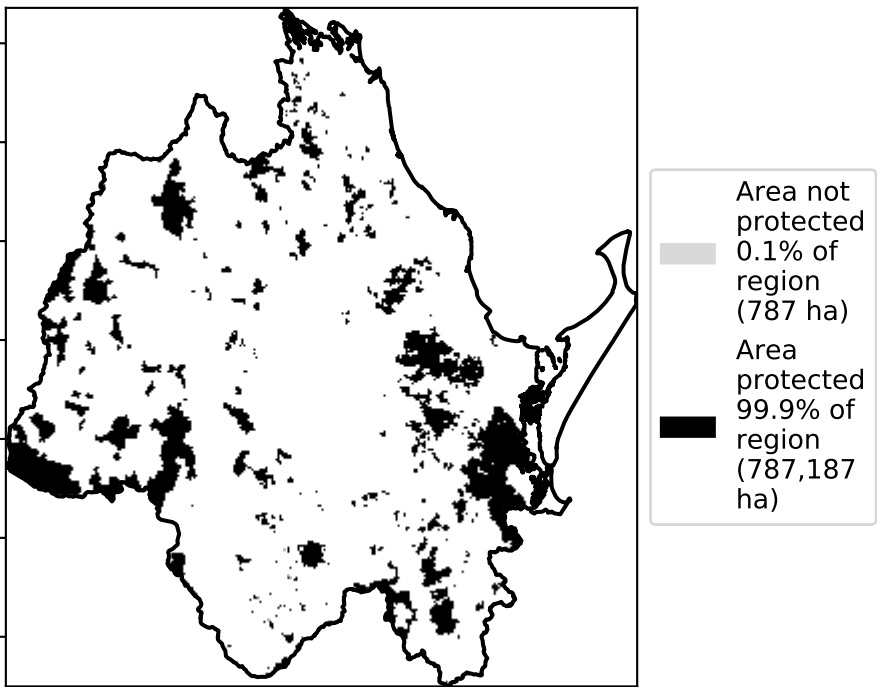 Area not
protected
0.1% of
region
(787 ha)
Area
protected
99.9% of
region
(787,187
ha)